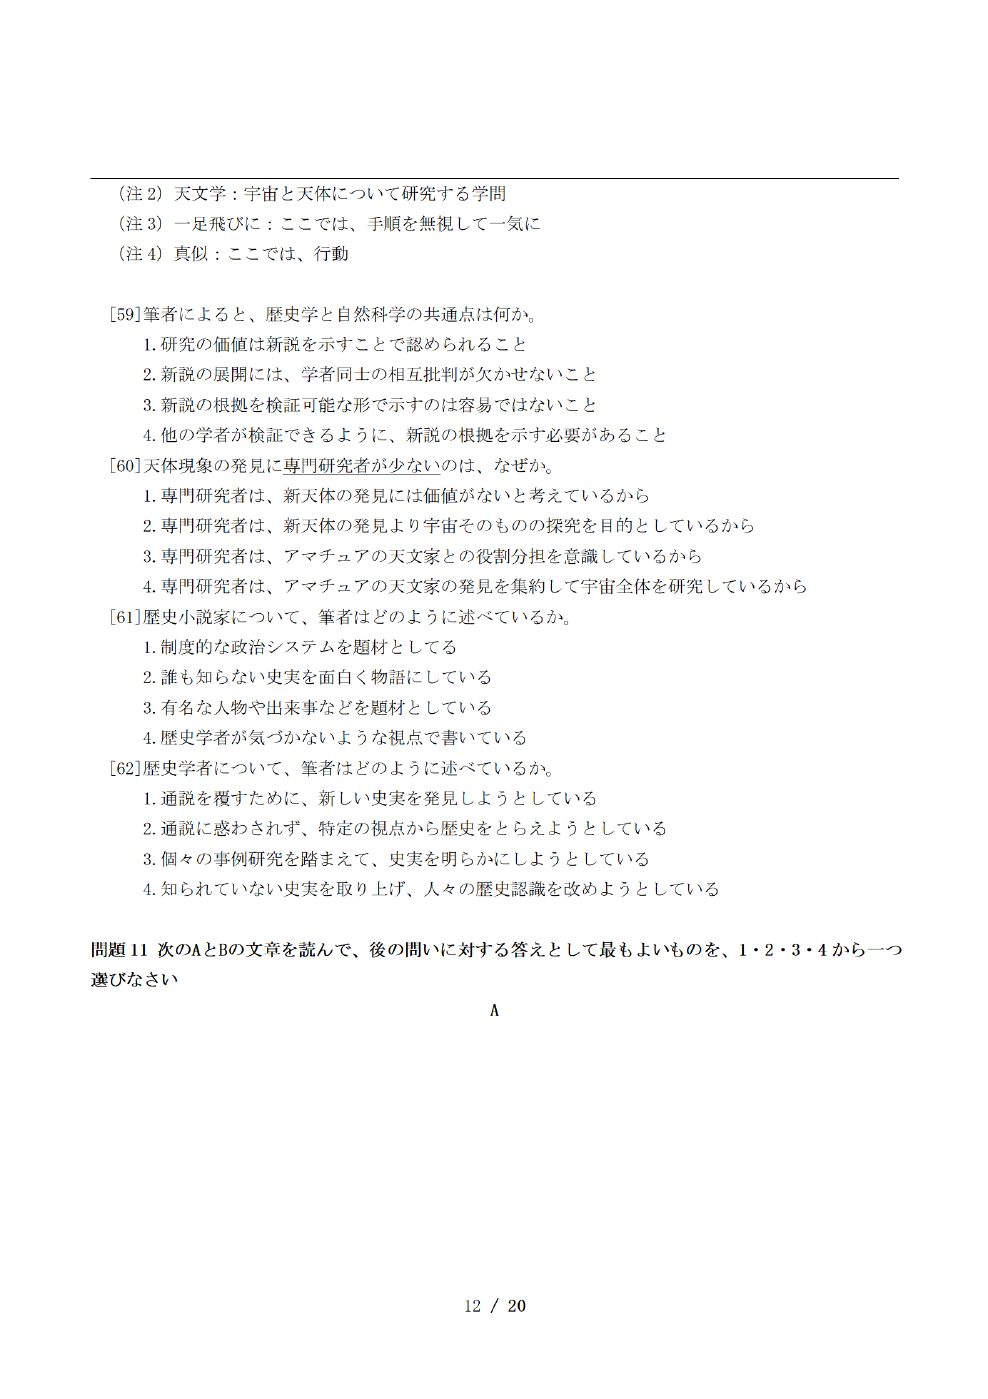 （注2）天文学：宇宙と天体について研究する学問
（注3）一足飛びに：ここでは、手順を無視して一気に
（注4）真似：ここでは、行動
[59]筆者によると、歴史学と自然科学の共通点は何か。
1.研究の価値は新説を示すことで認められること
2.新説の展開には、学者同士の相互批判が欠かせないこと
3.新説の根拠を検証可能な形で示すのは容易ではないこと
4.他の学者が検証できるように、新説の根拠を示す必要があること
[60]天体現象の発見に専門研究者が少ないのは、なぜか。
1.専門研究者は、新天体の発見には価値がないと考えているから
2.専門研究者は、新天体の発見より宇宙そのものの探究を目的としているから
3.専門研究者は、アマチュアの天文家との役割分担を意識しているから
4.専門研究者は、アマチュアの天文家の発見を集約して宇宙全体を研究しているから
[61]歴史小説家について、筆者はどのように述べているか。
1.制度的な政治システムを題材としてる
2.誰も知らない史実を面白く物語にしている
3.有名な人物や出来事などを題材としている
4.歴史学者が気づかないような視点で書いている
[62]歴史学者について、筆者はどのように述べているか。
1.通説を覆すために、新しい史実を発見しようとしている
2.通説に惑わされず、特定の視点から歴史をとらえようとしている
3.個々の事例研究を踏まえて、史実を明らかにしようとしている
4.知られていない史実を取り上げ、人々の歴史認識を改めようとしている
問題11 次のAとBの文章を読んで、後の問いに対する答えとして最もよいものを、1・2・3・4から一つ
選びなさい
A
12 / 20